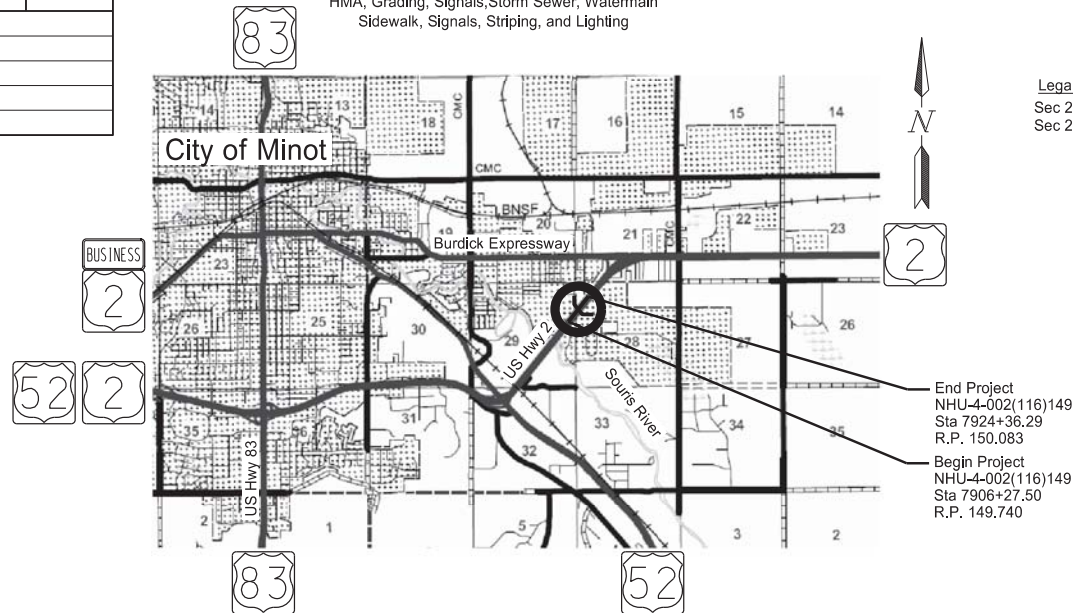 HMA, Grading, Signals,Storm Sewer, Watermain
Sidewalk, Signals, Striping, and Lighting
83
N
Lega
Sec 2
Sec 2
14
13
18
CMC
17
16
15
14
City of Minot
CMC
BNSF
24
19
20
21
CMC
22
23
Burdick Expressway
2
BUSINESS
2
23
26
25
30
29
US Hwy 2
28
27
26
Souris River
52
2
35
36
31
32
33
34
35
US Hwy 83
2
1
5
3
2
End Project
NHU-4-002(116)149
Sta 7924+36.29
R.P. 150.083
Begin Project
NHU-4-002(116)149
Sta 7906+27.50
R.P. 149.740
83
52